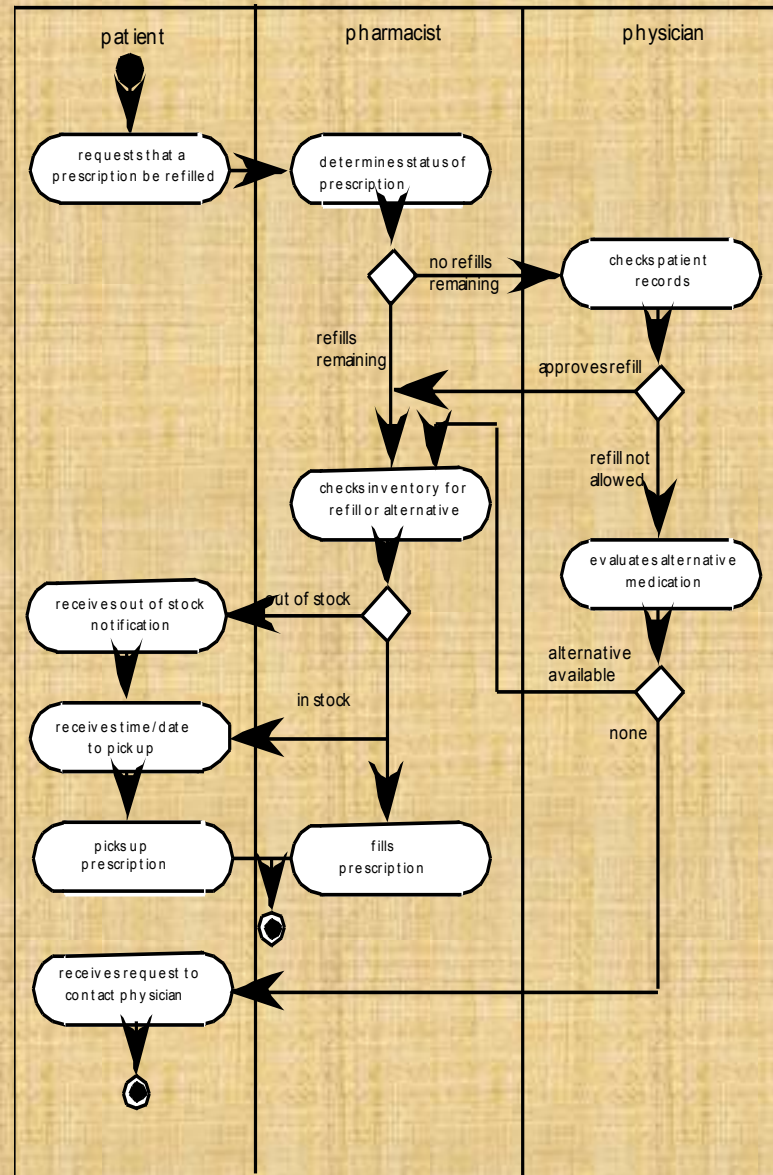 patient
pharmacist
physician
requests that a
prescription be refilled
determines status of
prescription
no refills
remaining
checks patient
records
refills
remaining
approves refill
refill not
allowed
checks inventory for
refill or alternative
evaluates alternative
medication
receives out of stock
notification
out of stock
alternative
available
in stock
receives time/date
to pick up
none
picks up
prescription
fills
prescription
receives request to
contact physician